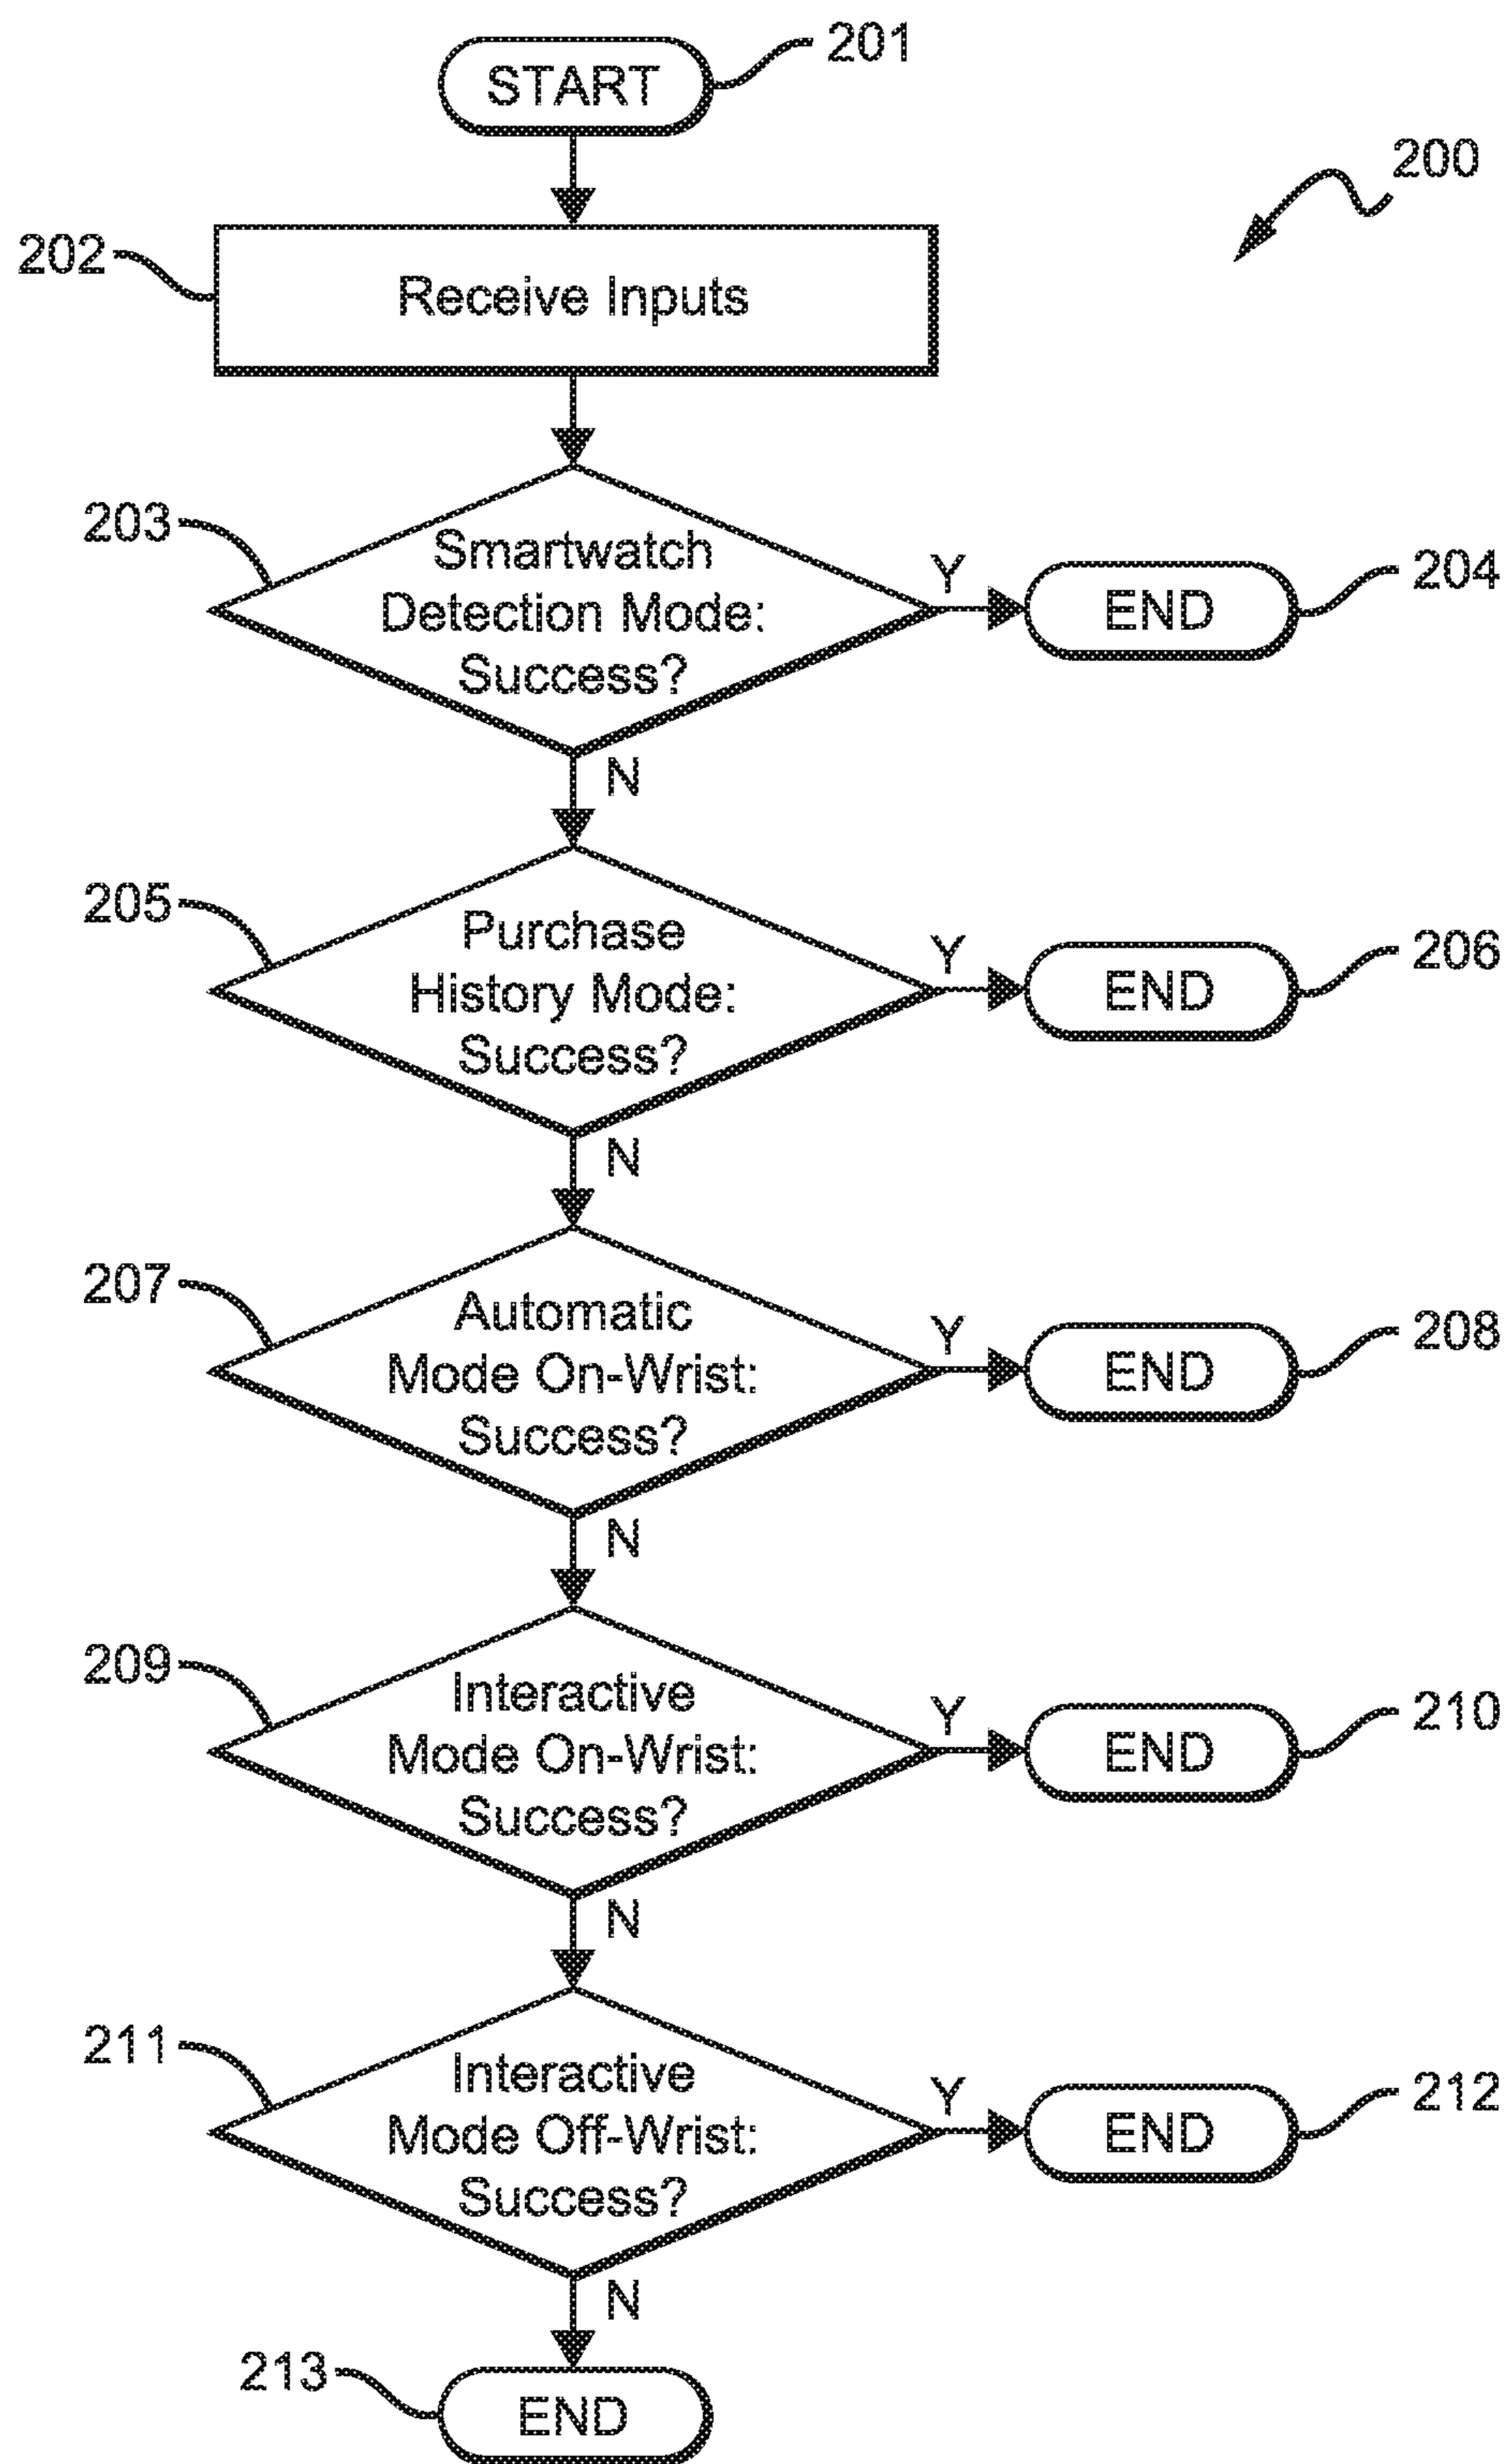 START
201
200
202
Receive Inputs
203
Smartwatch
Detection Mode:
Success?
Y
END
204
N
205
Purchase
History Mode:
Success?
Y
END
206
N
207
Automatic
Mode On-Wrist:
Success?
Y
END
208
N
209
Interactive
Mode On-Wrist:
Success?
Y
END
210
N
211
Interactive
Mode Off-Wrist:
Success?
Y
END
212
N
213
END